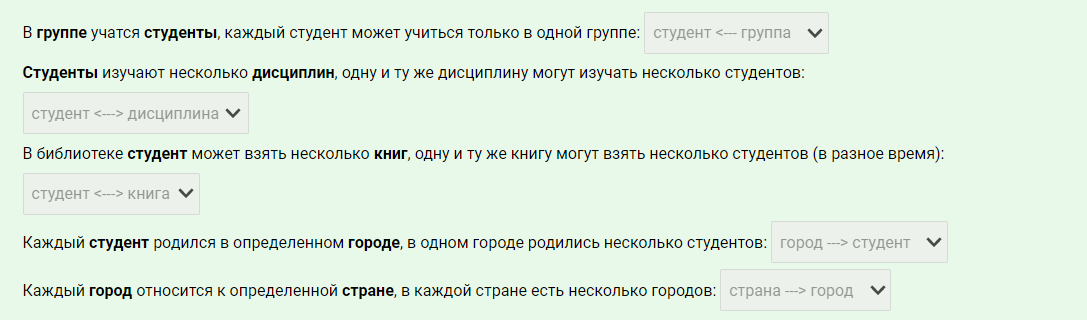 В группе учатся студенты, каждый студент может учиться только в одной группе: студент <--- группа
Студенты изучают несколько дисциплин, одну и ту же дисциплину могут изучать несколько студентов:
студент <---> дисциплина
В библиотеке студент может взять несколько книг, одну и ту же книгу могут взять несколько студентов (в разное время):
студент <---> книга
Каждый студент родился в определенном городе, в одном городе родились несколько студентов: город ---> студент
Каждый город относится к определенной стране, в каждой стране есть несколько городов: страна ---> город